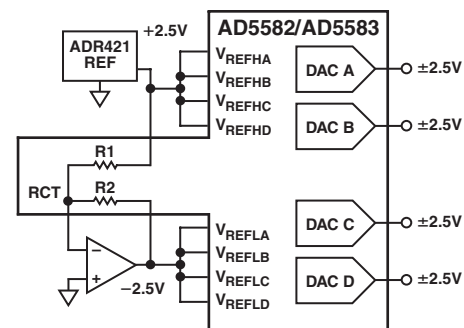 AD5582/AD5583
+2.5V
ADR421
REF
VREFHA
VREFHB
VREFHC
VREFHD
DAC A
±2.5V
DAC B
±2.5V
R1
RCT
R2
DAC C
±2.5V
VREFLA
VREFLB
VREFLC
VREFLD
−
+
−2.5V
DAC D
±2.5V